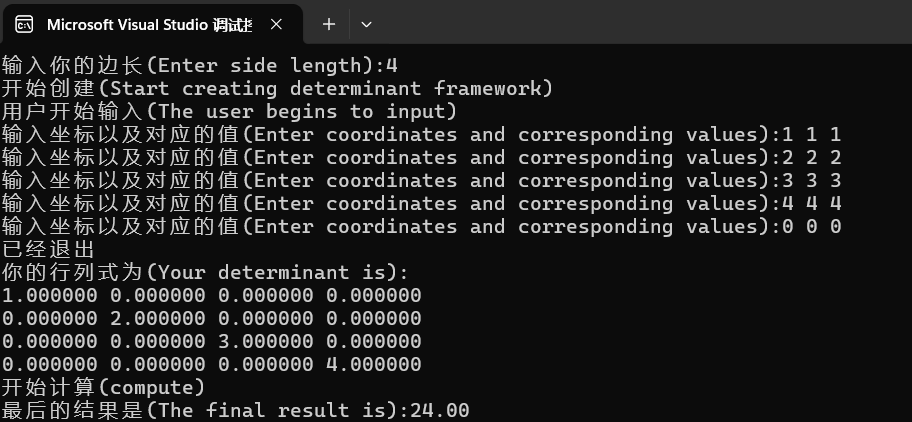 Microsoft Visual Studio 调试
输入你的边长(Enter side length):4
开始创建(Start creating determinant framework)
用户开始输入(The user begins to input)
输入坐标以及对应的值(Enter coordinates and corresponding values):1 1 1
输入坐标以及对应的值(Enter coordinates and corresponding values):2 2 2
输入坐标以及对应的值(Enter coordinates and corresponding values):3 3 3
输入坐标以及对应的值(Enter coordinates and corresponding values):4 4 4
输入坐标以及对应的值(Enter coordinates and corresponding values):0 0 0
已经退出
你的行列式为(Your determinant is):
1.000000 0.000000 0.000000 0.000000
0.000000 2.000000 0.000000 0.000000
0.000000 0.000000 3.000000 0.000000
0.000000 0.000000 0.000000 4.000000
开始计算(compute)
最后的结果是(The final result is):24.00